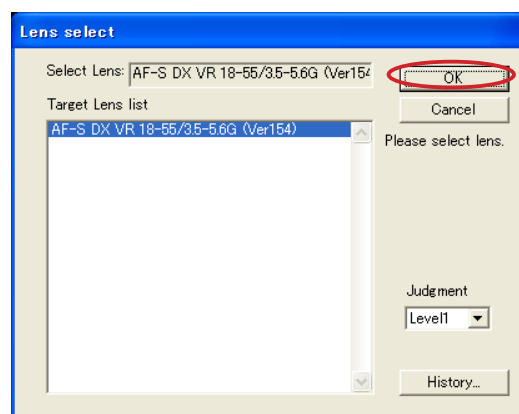 Lens select
Select Lens: AF-S DX VR 18-55/3.5-5.6G (Ver154
OK
Target Lens list
Cancel
AF-S DX VR 18-55/3.5-5.6G (Ver154)
Please select lens.
Judgment
Level1
History...